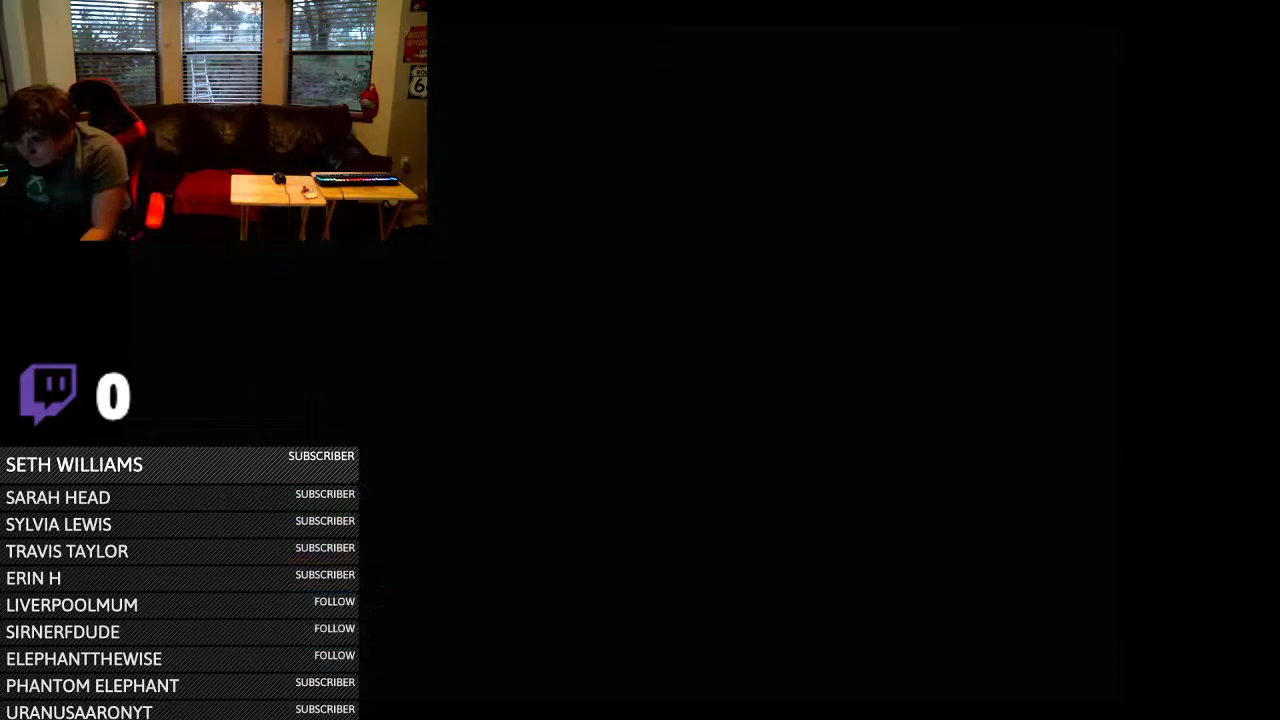 0
SETH WILLIAMS SUBSCRIBER
SARAH HEAD SUBSCRIBER
SYLVIA LEWIS SUBSCRIBER
TRAVIS TAYLOR SUBSCRIBER
ERIN H SUBSCRIBER
LIVERPOOLMUM FOLLOW
SIRNERFDUDE FOLLOW
ELEPHANTTHEWISE FOLLOW
PHANTOM ELEPHANT SUBSCRIBER
URANUSAARONYT SUBSCRIBER